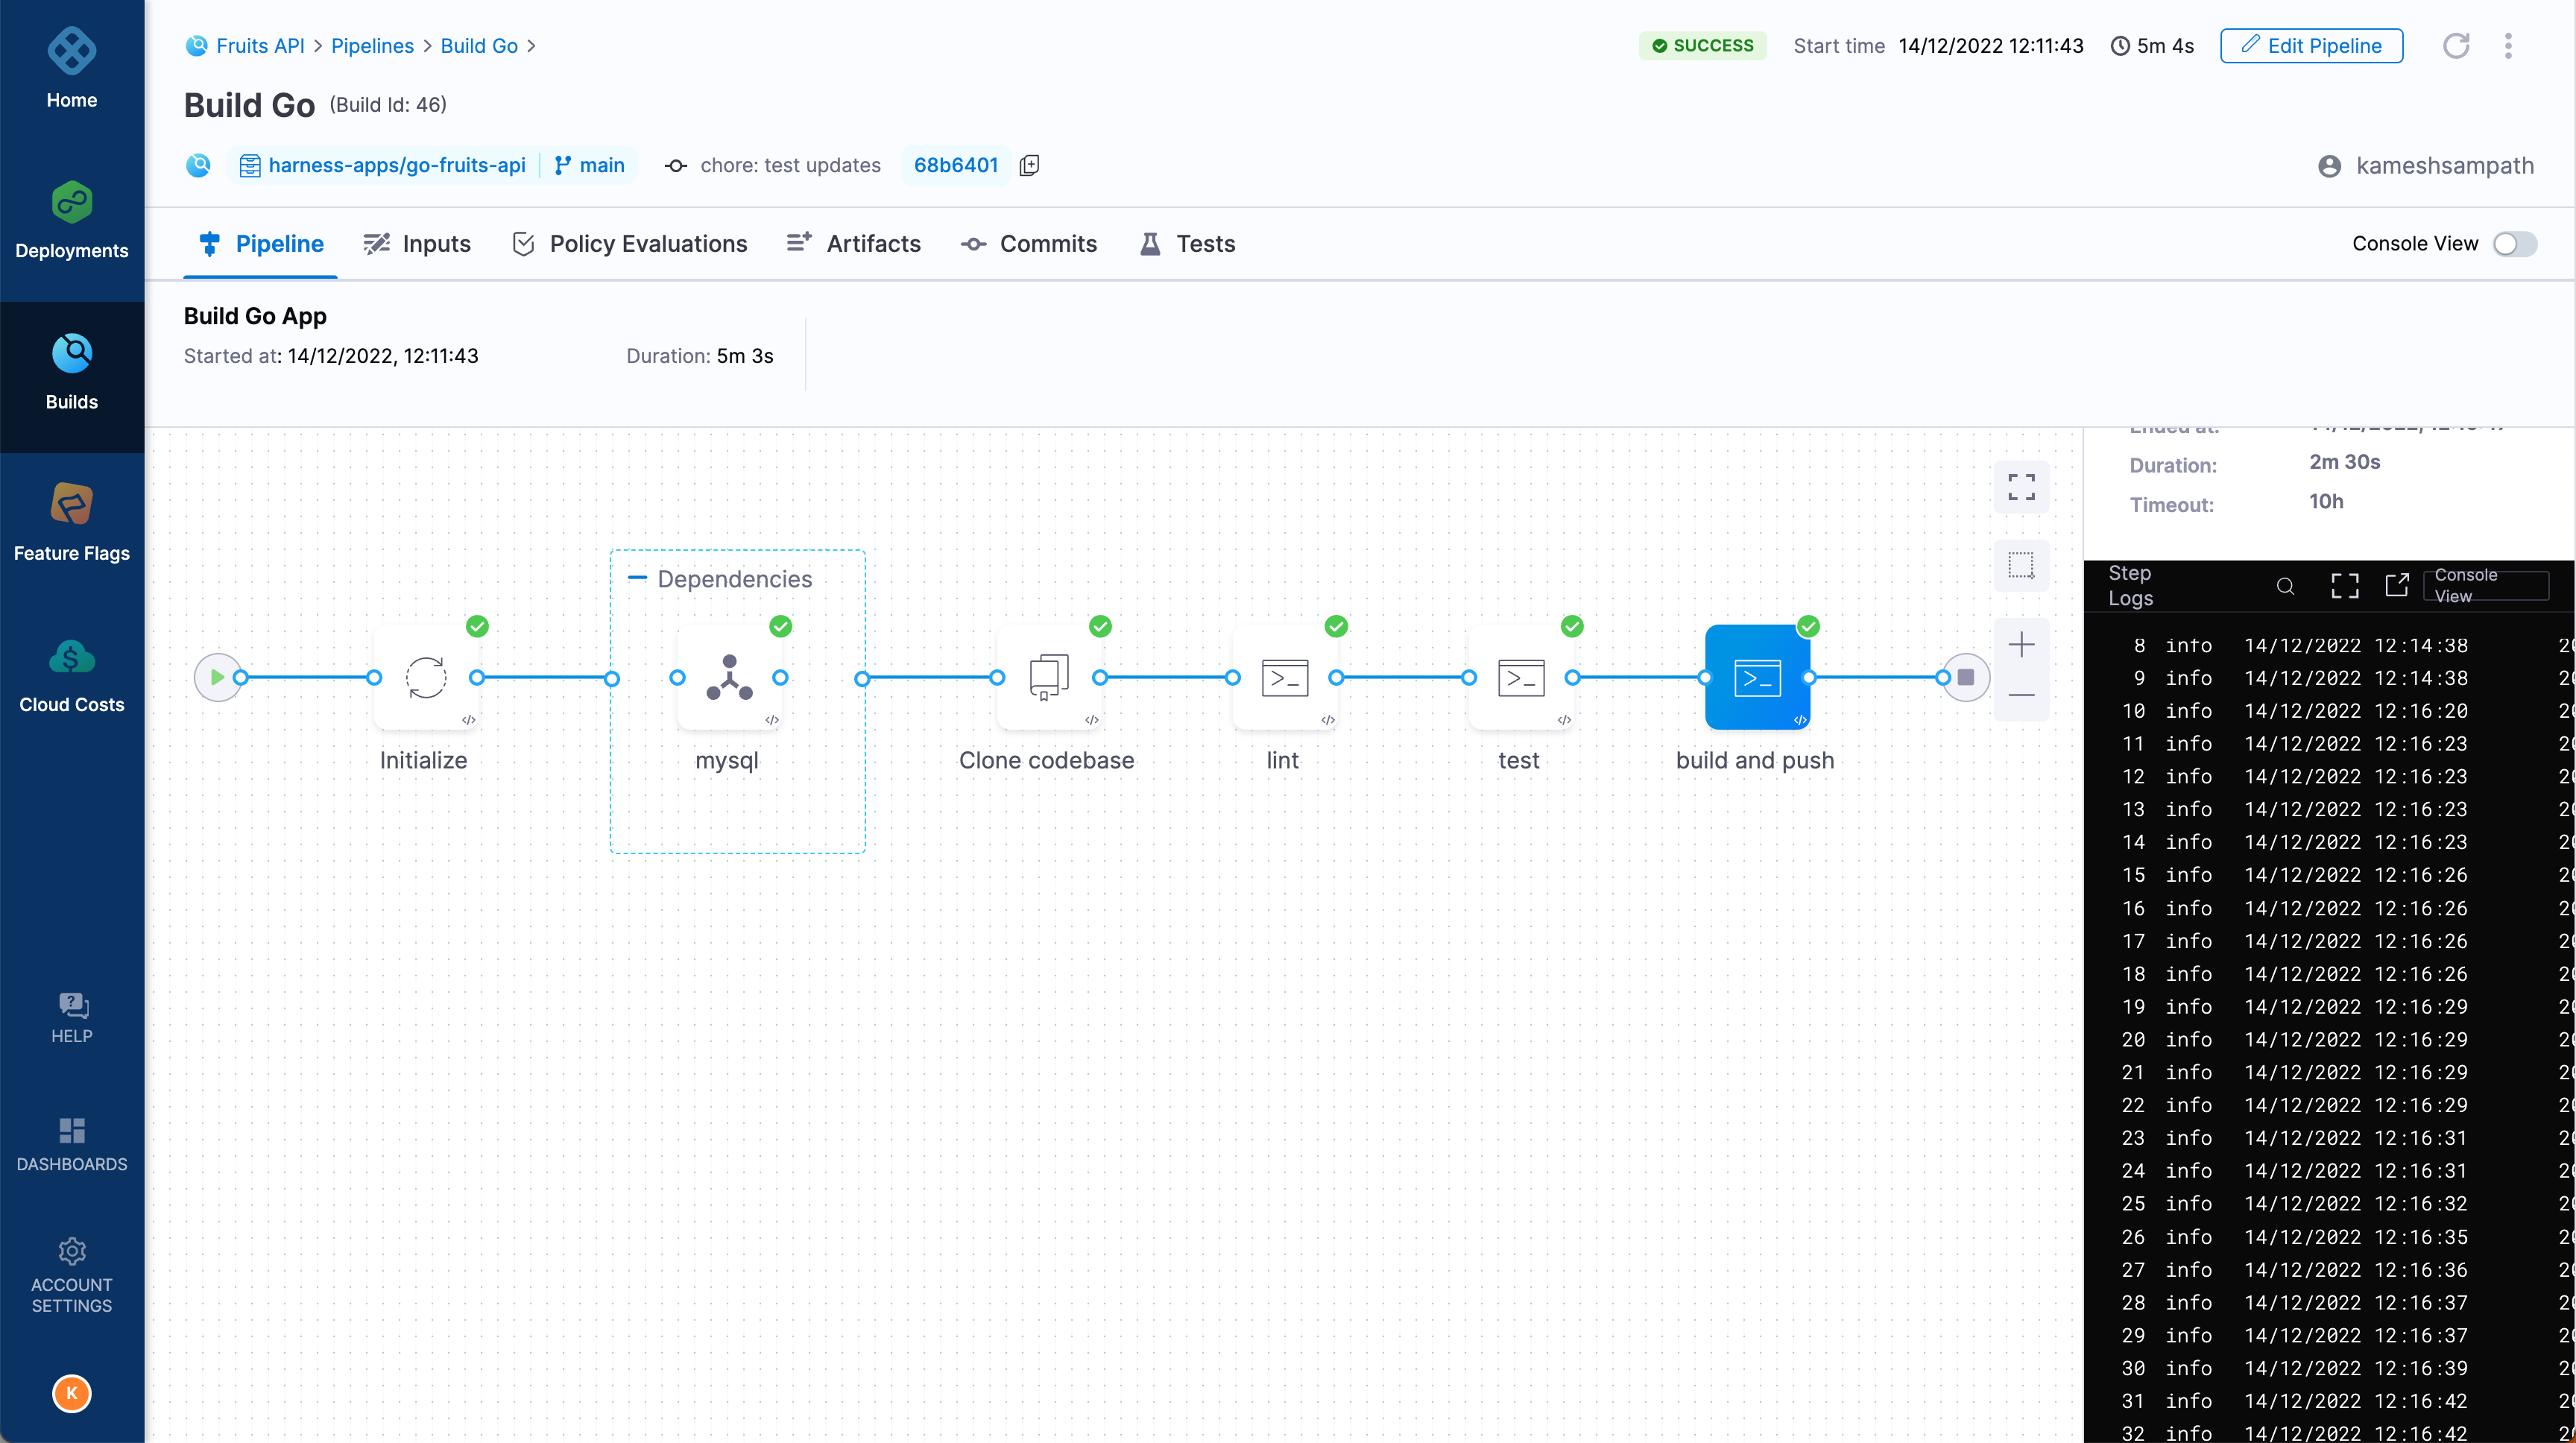 Home
Deployments
Builds
Feature Flags
Cloud Costs
HELP
DASHBOARDS
ACCOUNT
SETTINGS
K
Fruits API > Pipelines > Build Go >
SUCCESS Start time 14/12/2022 12:11:43 5m 4s Edit Pipeline
Build Go (Build Id: 46)
harness-apps/go-fruits-api main chore: test updates 68b6401 kameshsampath
Pipeline Inputs Policy Evaluations Artifacts Commits Tests Console View
Build Go App
Started at: 14/12/2022, 12:11:43 Duration: 5m 3s
Dependencies
Initialize mysql Clone codebase lint test build and push
Ended at:
Duration: 2m 30s
Timeout: 10h
Step
Logs
Console
View
8 info 14/12/2022 12:14:38
9 info 14/12/2022 12:14:38
10 info 14/12/2022 12:16:20
11 info 14/12/2022 12:16:23
12 info 14/12/2022 12:16:23
13 info 14/12/2022 12:16:23
14 info 14/12/2022 12:16:23
15 info 14/12/2022 12:16:26
16 info 14/12/2022 12:16:26
17 info 14/12/2022 12:16:26
18 info 14/12/2022 12:16:26
19 info 14/12/2022 12:16:29
20 info 14/12/2022 12:16:29
21 info 14/12/2022 12:16:29
22 info 14/12/2022 12:16:29
23 info 14/12/2022 12:16:31
24 info 14/12/2022 12:16:31
25 info 14/12/2022 12:16:32
26 info 14/12/2022 12:16:35
27 info 14/12/2022 12:16:36
28 info 14/12/2022 12:16:37
29 info 14/12/2022 12:16:37
30 info 14/12/2022 12:16:39
31 info 14/12/2022 12:16:42
32 info 14/12/2022 12:16:42